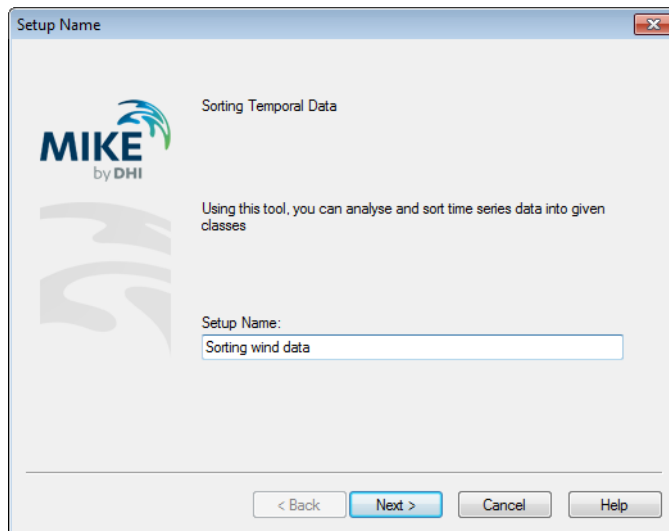 Setup Name
Sorting Temporal Data
MIKE
by DHI
Using this tool, you can analyse and sort time series data into given
classes
Setup Name:
Sorting wind data
< Back
Next >
Cancel
Help